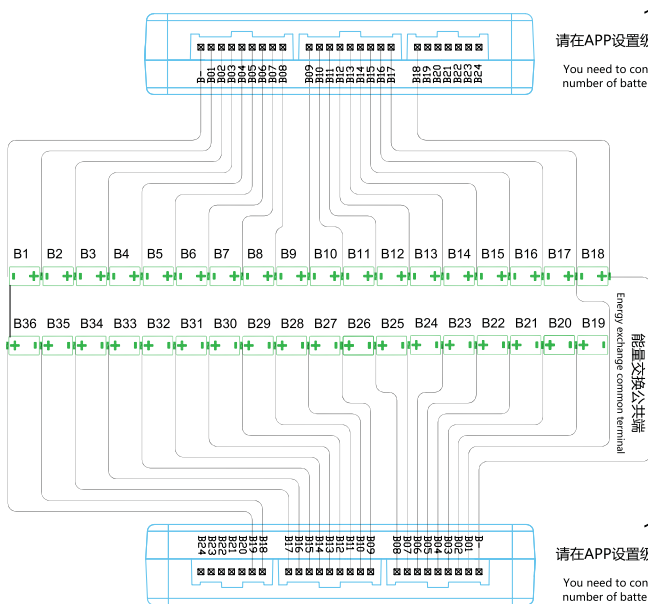 请在APP设置级
You need to con
number of batte
B- B01 B02 B03 B04 B05 B06 B07 B08 B09 B10 B11 B12 B13 B14 B15 B16 B17 B18 B19 B20 B21 B22 B23 B24
B1 B2 B3 B4 B5 B6 B7 B8 B9 B10 B11 B12 B13 B14 B15 B16 B17 B18
B36 B35 B34 B33 B32 B31 B30 B29 B28 B27 B26 B25 B24 B23 B22 B21 B20 B19
能量交换公共端
Energy exchange common terminal
B24 B23 B22 B21 B20 B19 B18 B17 B16 B15 B14 B13 B12 B11 B10 B09 B08 B07 B06 B05 B04 B03 B02 B01 B-
请在APP设置级
You need to con
number of batte